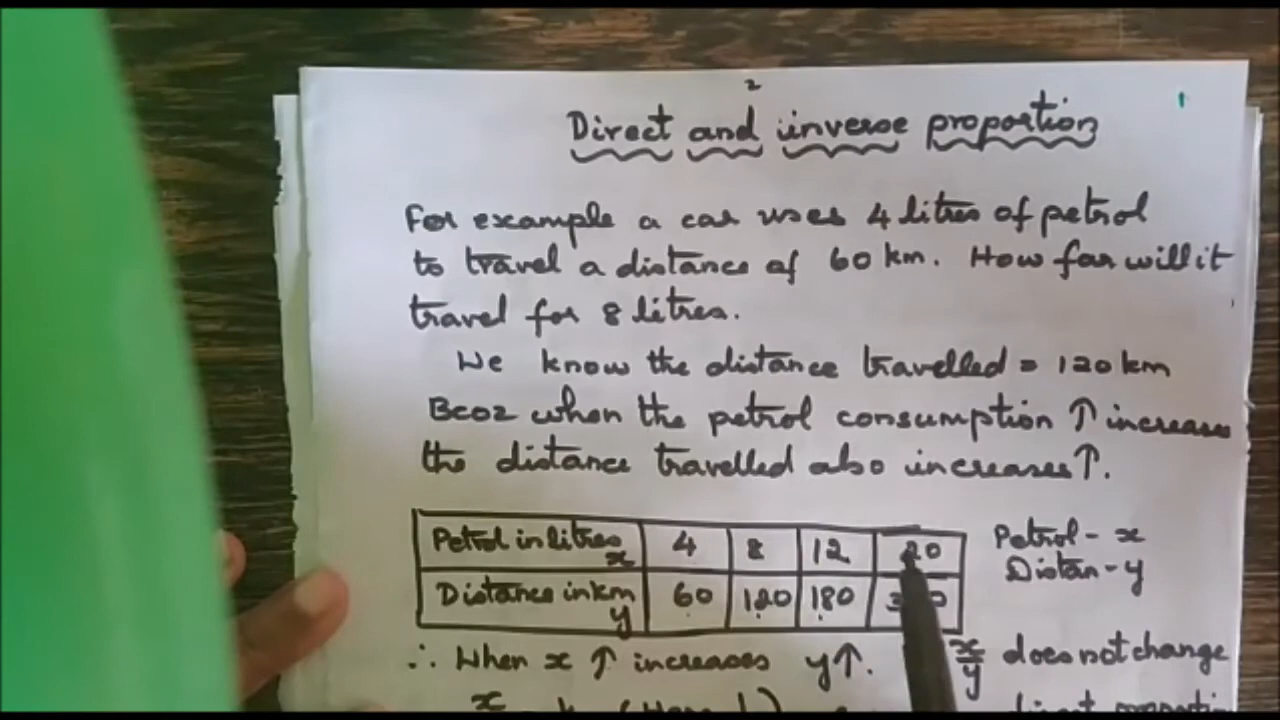 2
Direct and inverse proportion
For example a car uses 4 litres of petrol
to travel a distance of 60 km. How far will it
travel for 8 litres.
We know the distance travelled = 120 km
Bcoz when the petrol consumption ↑ increases
the distance travelled also increases ↑.
Petrol in litres x 4 8 12 20
Distance in km y 60 120 180
Petrol - x
Distan - y
∴ When x ↑ increases y ↑. x/y does not change